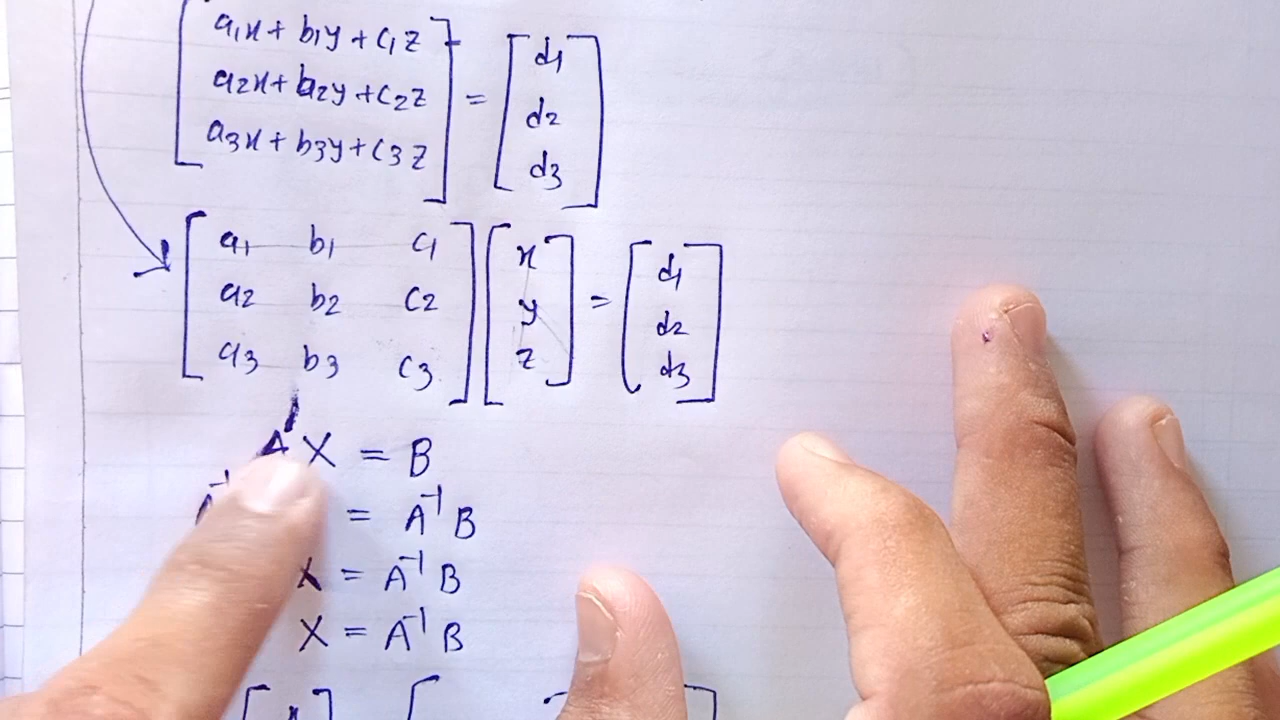 a₁x + b₁y + c₁z = d₁
a₂x + b₂y + c₂z = d₂
a₃x + b₃y + c₃z = d₃
a₁ b₁ c₁ x = d₁
a₂ b₂ c₂ y = d₂
a₃ b₃ c₃ z = d₃
A X = B
= A⁻¹ B
X = A⁻¹ B
X = A⁻¹ B
x